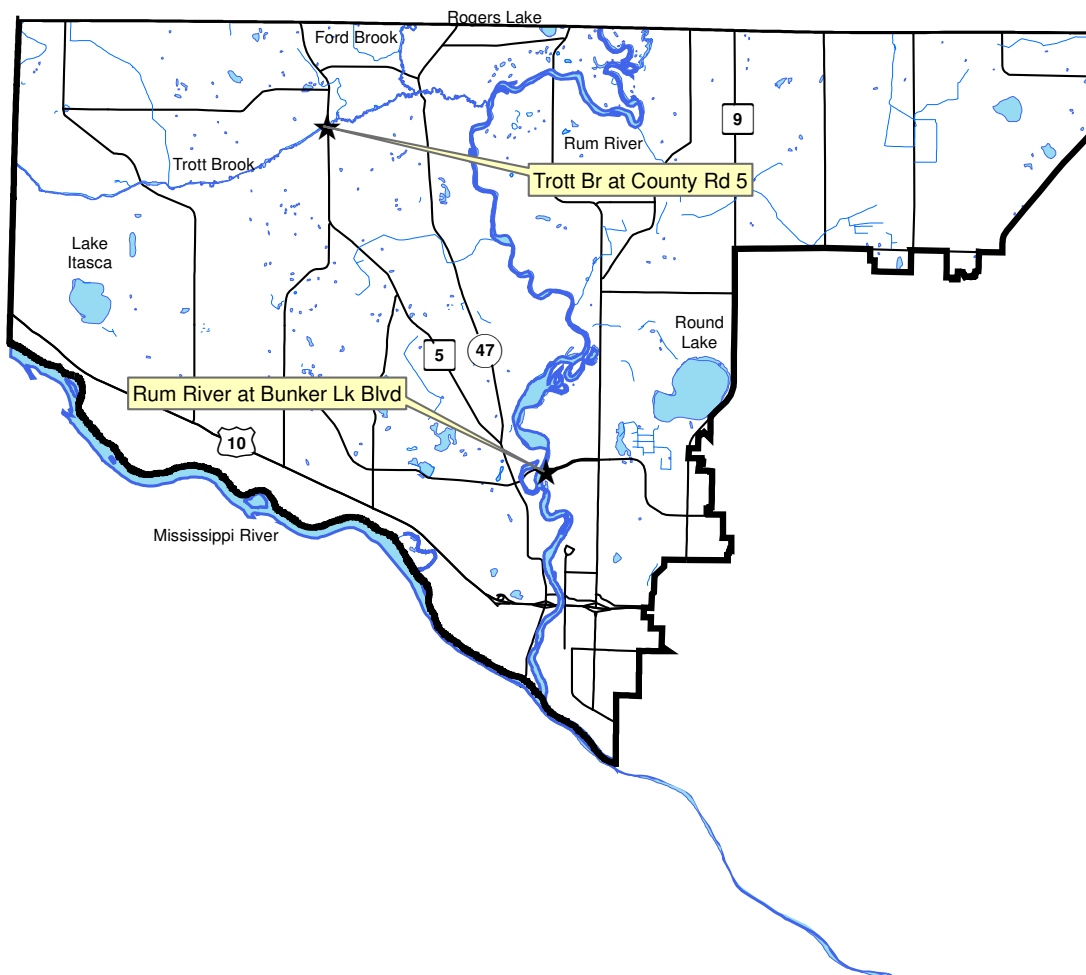 Rogers Lake
Ford Brook
9
Rum River
Trott Brook
Trott Br at County Rd 5
Lake
Itasca
Round
Lake
47
5
Rum River at Bunker Lk Blvd
10
Mississippi River